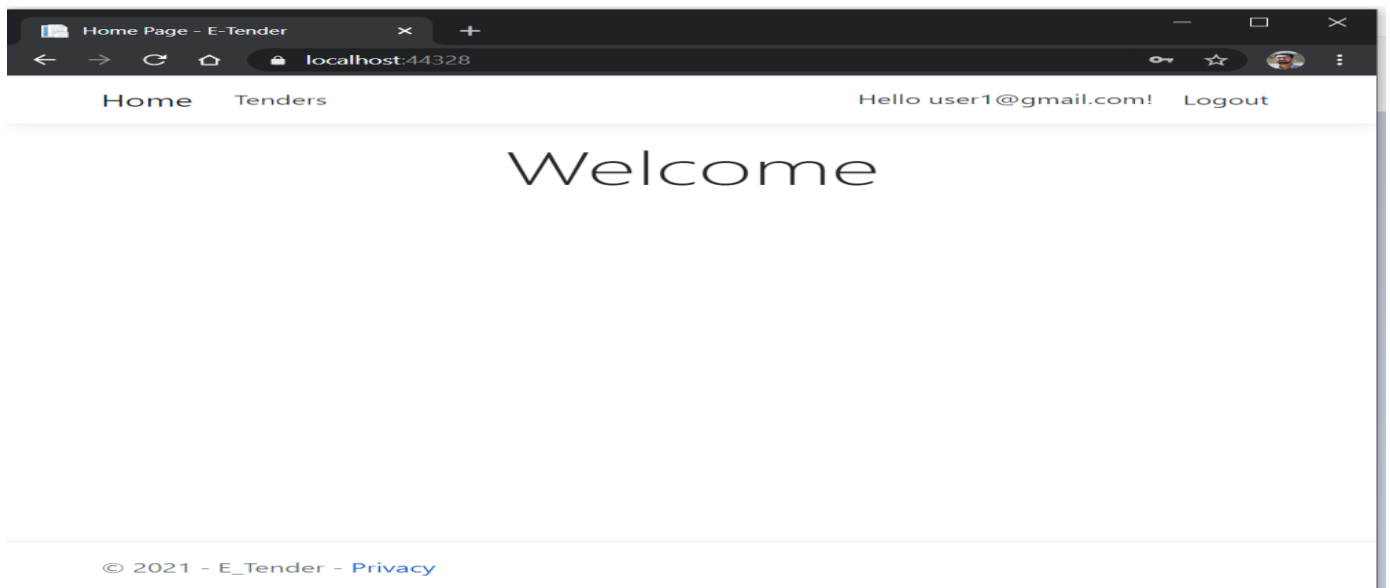 Home Page - E-Tender
localhost:44328
Home Tenders Hello user1@gmail.com! Logout
Welcome
© 2021 - E_Tender - Privacy